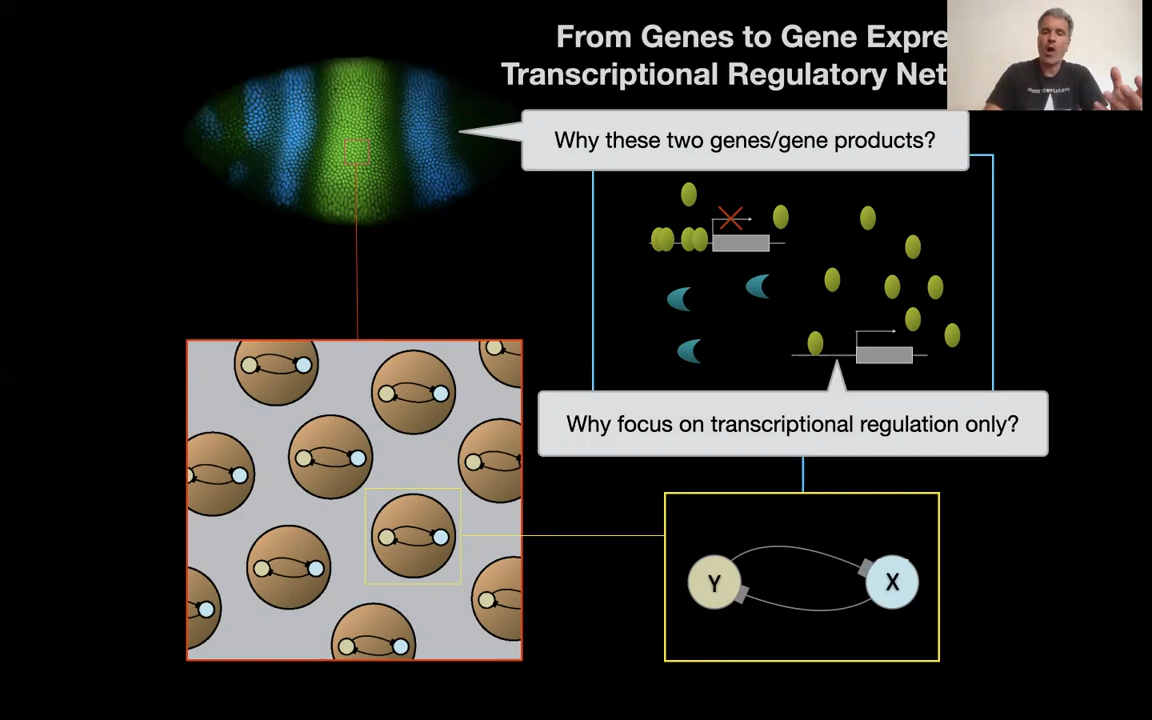 From Genes to Gene Expre
Transcriptional Regulatory Net
Why these two genes/gene products?
Why focus on transcriptional regulation only?
Y
X